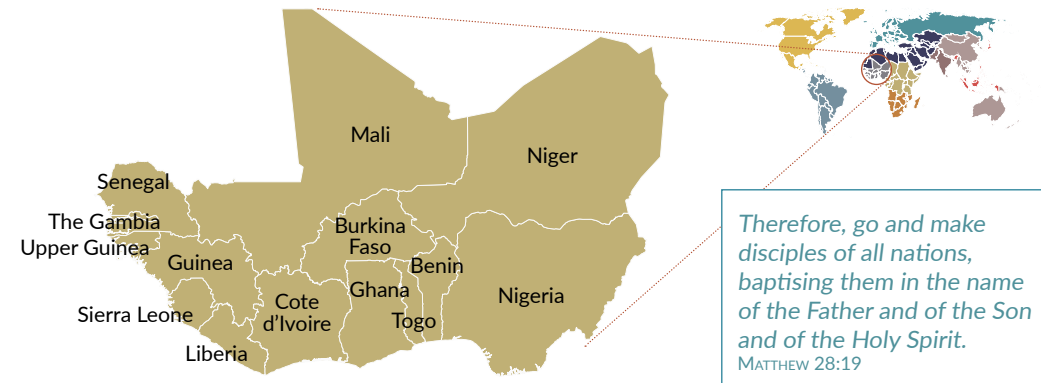 Mali
Niger
Senegal
The Gambia
Upper Guinea
Guinea
Burkina
Faso
Benin
Ghana
Cote
d’Ivoire
Nigeria
Sierra Leone
Togo
Liberia
Therefore, go and make
disciples of all nations,
baptising them in the name
of the Father and of the Son
and of the Holy Spirit.
Matthew 28:19